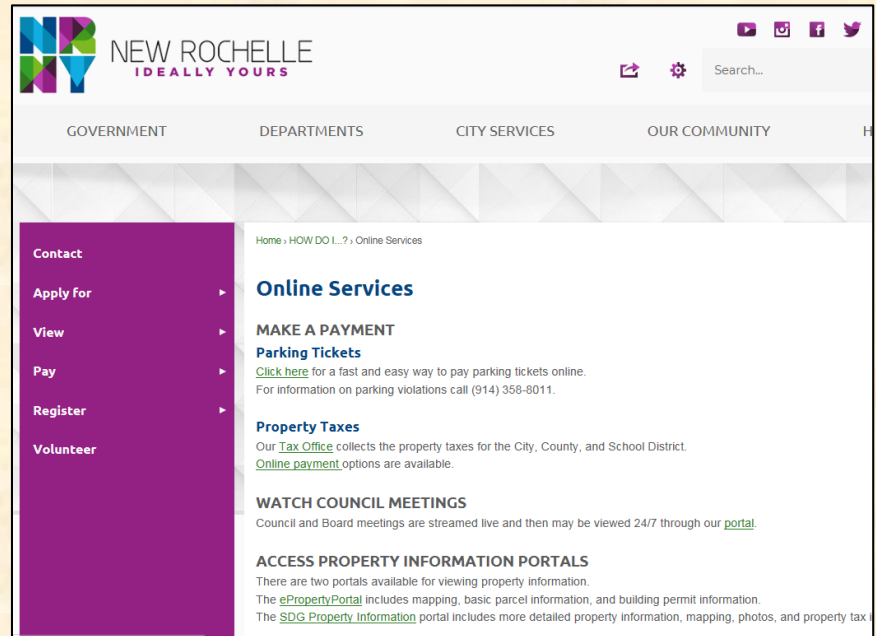 NR
NY
NEW ROCHELLE
IDEALLY YOURS
Search...
GOVERNMENT DEPARTMENTS CITY SERVICES OUR COMMUNITY H
Contact
Apply for
View
Pay
Register
Volunteer
Home › HOW DO I...? › Online Services
Online Services
MAKE A PAYMENT
Parking Tickets
Click here for a fast and easy way to pay parking tickets online.
For information on parking violations call (914) 358-8011.
Property Taxes
Our Tax Office collects the property taxes for the City, County, and School District.
Online payment options are available.
WATCH COUNCIL MEETINGS
Council and Board meetings are streamed live and then may be viewed 24/7 through our portal.
ACCESS PROPERTY INFORMATION PORTALS
There are two portals available for viewing property information.
The ePropertyPortal includes mapping, basic parcel information, and building permit information.
The SDG Property Information portal includes more detailed property information, mapping, photos, and property tax i